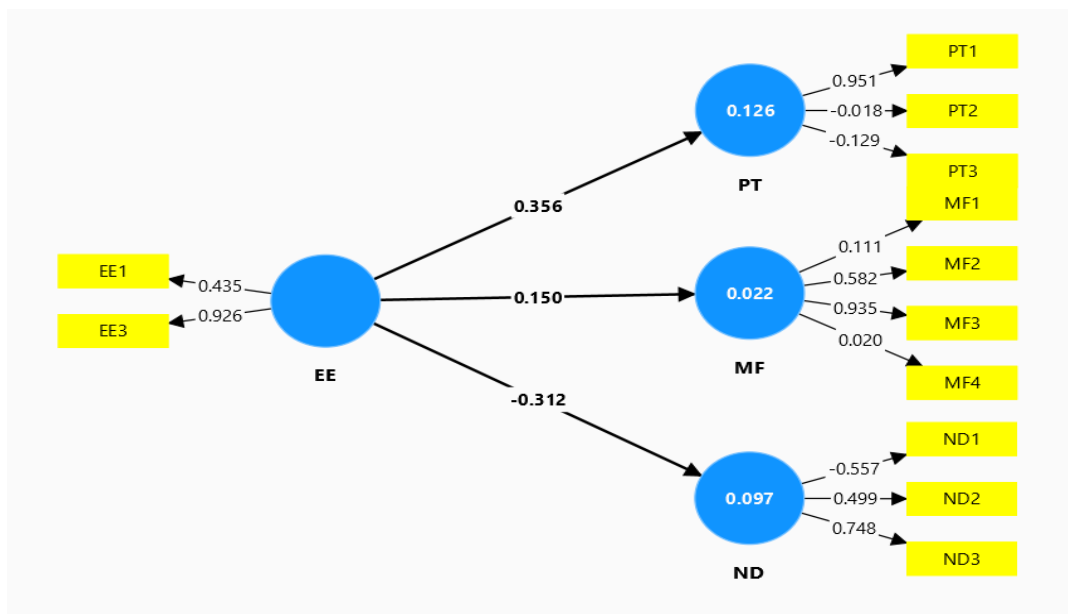 PT1
0.951
0.126
-0.018
PT2
-0.129
PT3
PT
0.356
MF1
0.111
EE1
0.435
MF2
0.582
0.150
0.022
0.935
MF3
EE3
0.926
0.020
MF
EE
MF4
-0.312
ND1
-0.557
0.097
0.499
ND2
0.748
ND3
ND